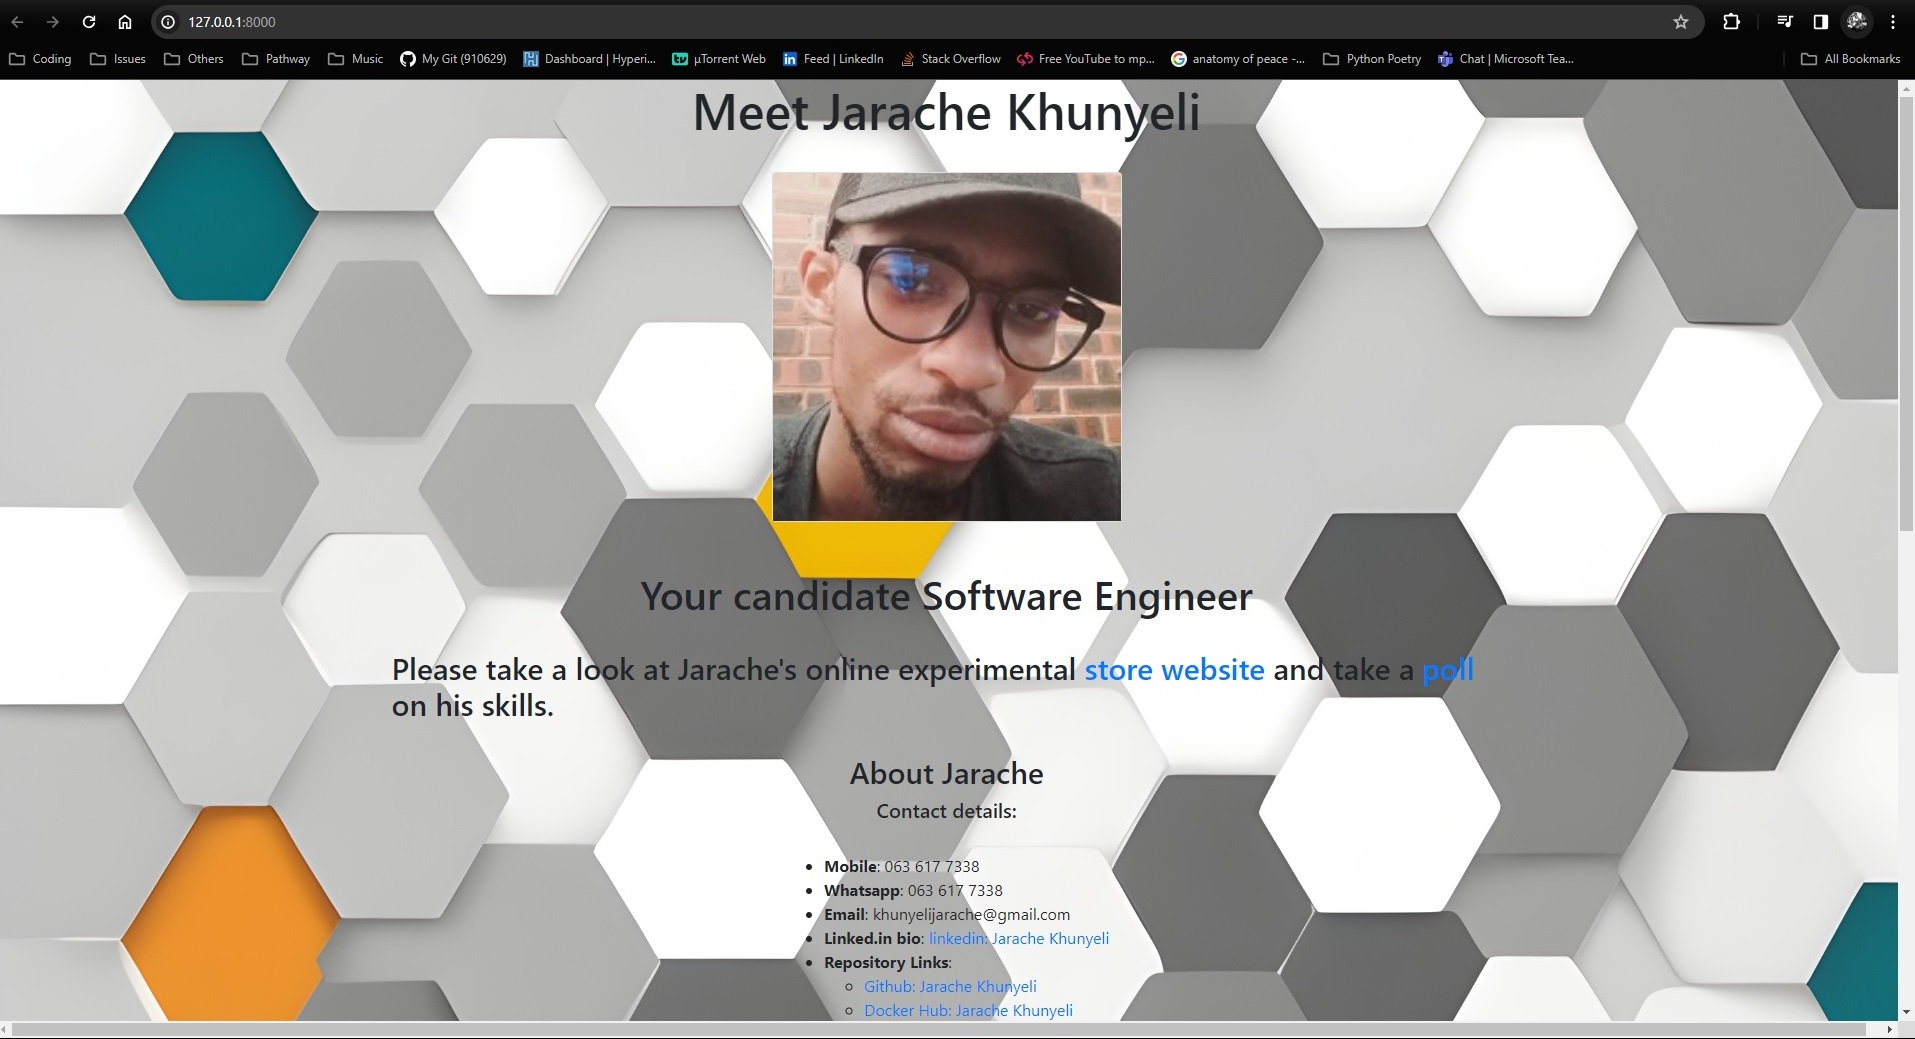 127.0.0.1:8000
Coding Issues Others Pathway Music My Git (910629) Dashboard | Hyperi... µTorrent Web Feed | LinkedIn Stack Overflow Free YouTube to mp... anatomy of peace -... Python Poetry Chat | Microsoft Tea... All Bookmarks
Meet Jarache Khunyeli
Your candidate Software Engineer
Please take a look at Jarache's online experimental store website and take a poll
on his skills.
About Jarache
Contact details:
Mobile: 063 617 7338
Whatsapp: 063 617 7338
Email: khunyelijarache@gmail.com
Linked.in bio: linkedin: Jarache Khunyeli
Repository Links:
Github: Jarache Khunyeli
Docker Hub: Jarache Khunyeli